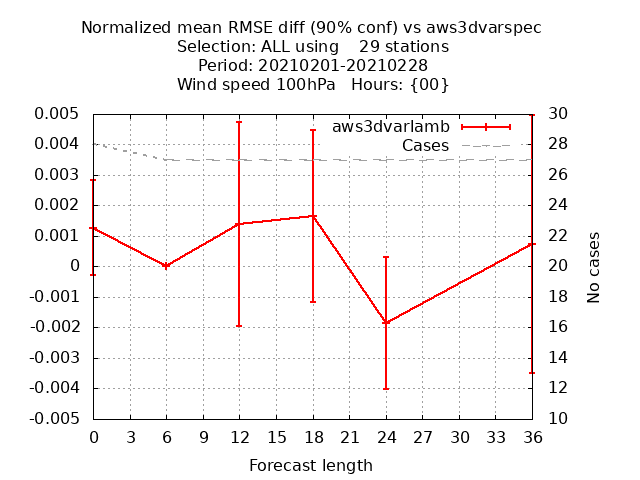 Normalized mean RMSE diff (90% conf) vs aws3dvarspec
Selection: ALL using    29 stations
Period: 20210201-20210228
Wind speed 100hPa   Hours: {00}
aws3dvarlamb
Cases
0.005
0.004
0.003
0.002
0.001
0
-0.001
-0.002
-0.003
-0.004
-0.005
30
28
26
24
22
20
18
16
14
12
10
No cases
0 3 6 9 12 15 18 21 24 27 30 33 36
Forecast length